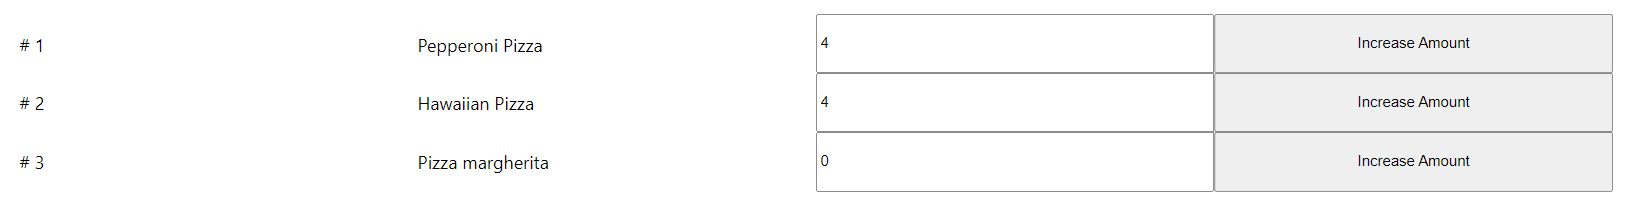 # 1 Pepperoni Pizza 4 Increase Amount
# 2 Hawaiian Pizza 4 Increase Amount
# 3 Pizza margherita 0 Increase Amount